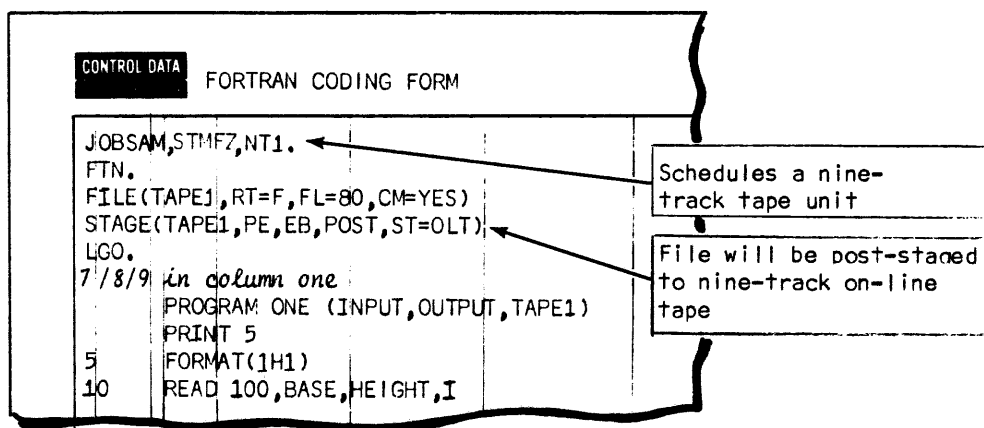 CONTROL DATA
FORTRAN CODING FORM
JOBSAM,STMFZ,NT1.
FTN.
FILE(TAPE1,RT=F,FL=80,CM=YES)
STAGE(TAPE1,PE,EB,POST,ST=OLT)
LGO.
7/8/9 in column one
PROGRAM ONE (INPUT,OUTPUT,TAPE1)
PRINT 5
5 FORMAT(1H1)
10 READ 100,BASE,HEIGHT,I
Schedules a nine-
track tape unit
File will be post-staged
to nine-track on-line
tape